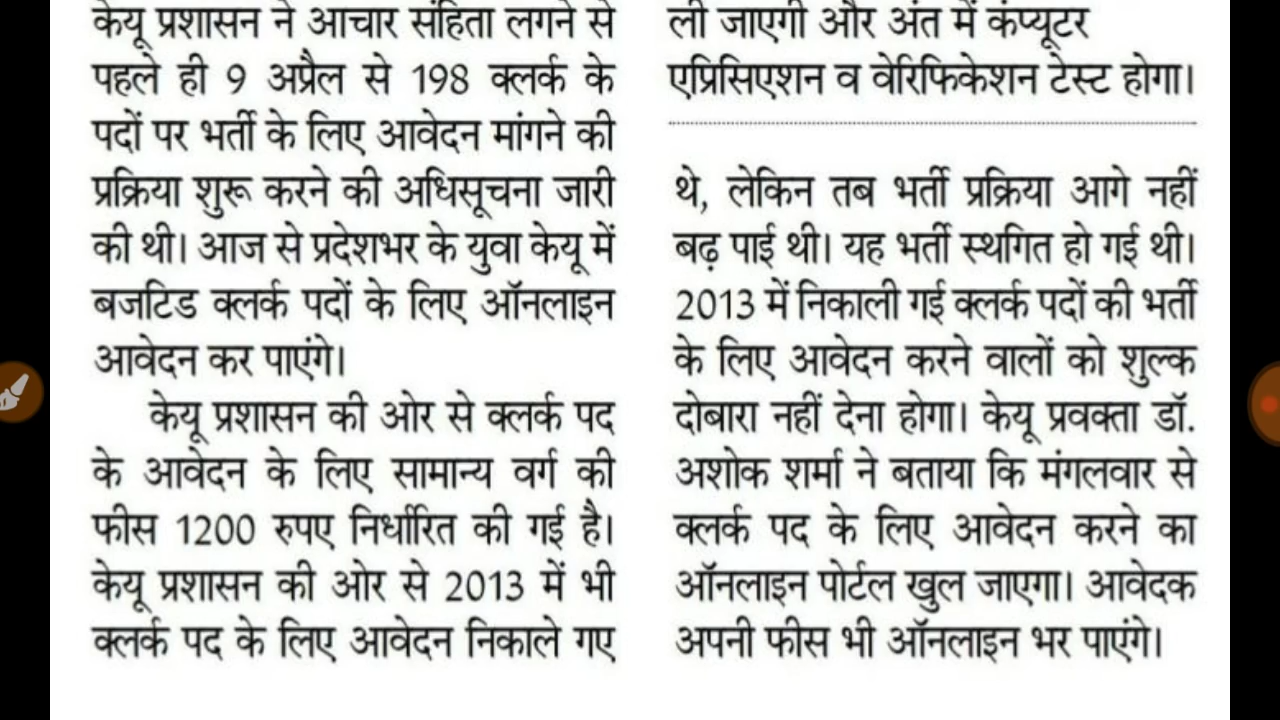 केयू प्रशासन ने आचार संहिता लगने से
पहले ही 9 अप्रैल से 198 क्लर्क के
पदों पर भर्ती के लिए आवेदन मांगने की
प्रक्रिया शुरू करने की अधिसूचना जारी
की थी। आज से प्रदेशभर के युवा केयू में
बजटिड क्लर्क पदों के लिए ऑनलाइन
आवेदन कर पाएंगे।
केयू प्रशासन की ओर से क्लर्क पद
के आवेदन के लिए सामान्य वर्ग की
फीस 1200 रुपए निर्धारित की गई है।
केयू प्रशासन की ओर से 2013 में भी
क्लर्क पद के लिए आवेदन निकाले गए
ली जाएगी और अंत में कंप्यूटर
एप्रिसिएशन व वेरिफिकेशन टेस्ट होगा।
थे, लेकिन तब भर्ती प्रक्रिया आगे नहीं
बढ़ पाई थी। यह भर्ती स्थगित हो गई थी।
2013 में निकाली गई क्लर्क पदों की भर्ती
के लिए आवेदन करने वालों को शुल्क
दोबारा नहीं देना होगा। केयू प्रवक्ता डॉ.
अशोक शर्मा ने बताया कि मंगलवार से
क्लर्क पद के लिए आवेदन करने का
ऑनलाइन पोर्टल खुल जाएगा। आवेदक
अपनी फीस भी ऑनलाइन भर पाएंगे।